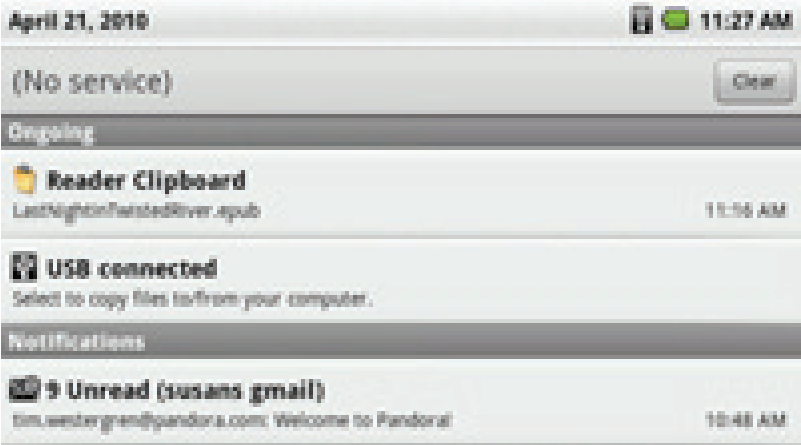 April 21, 2010 11:27 AM
(No service) Clear
Ongoing
Reader Clipboard
LastNightinTwistedRiver.epub 11:16 AM
USB connected
Select to copy files to/from your computer.
Notifications
9 Unread (susans gmail)
tim.westergren@pandora.com: Welcome to Pandora! 10:48 AM